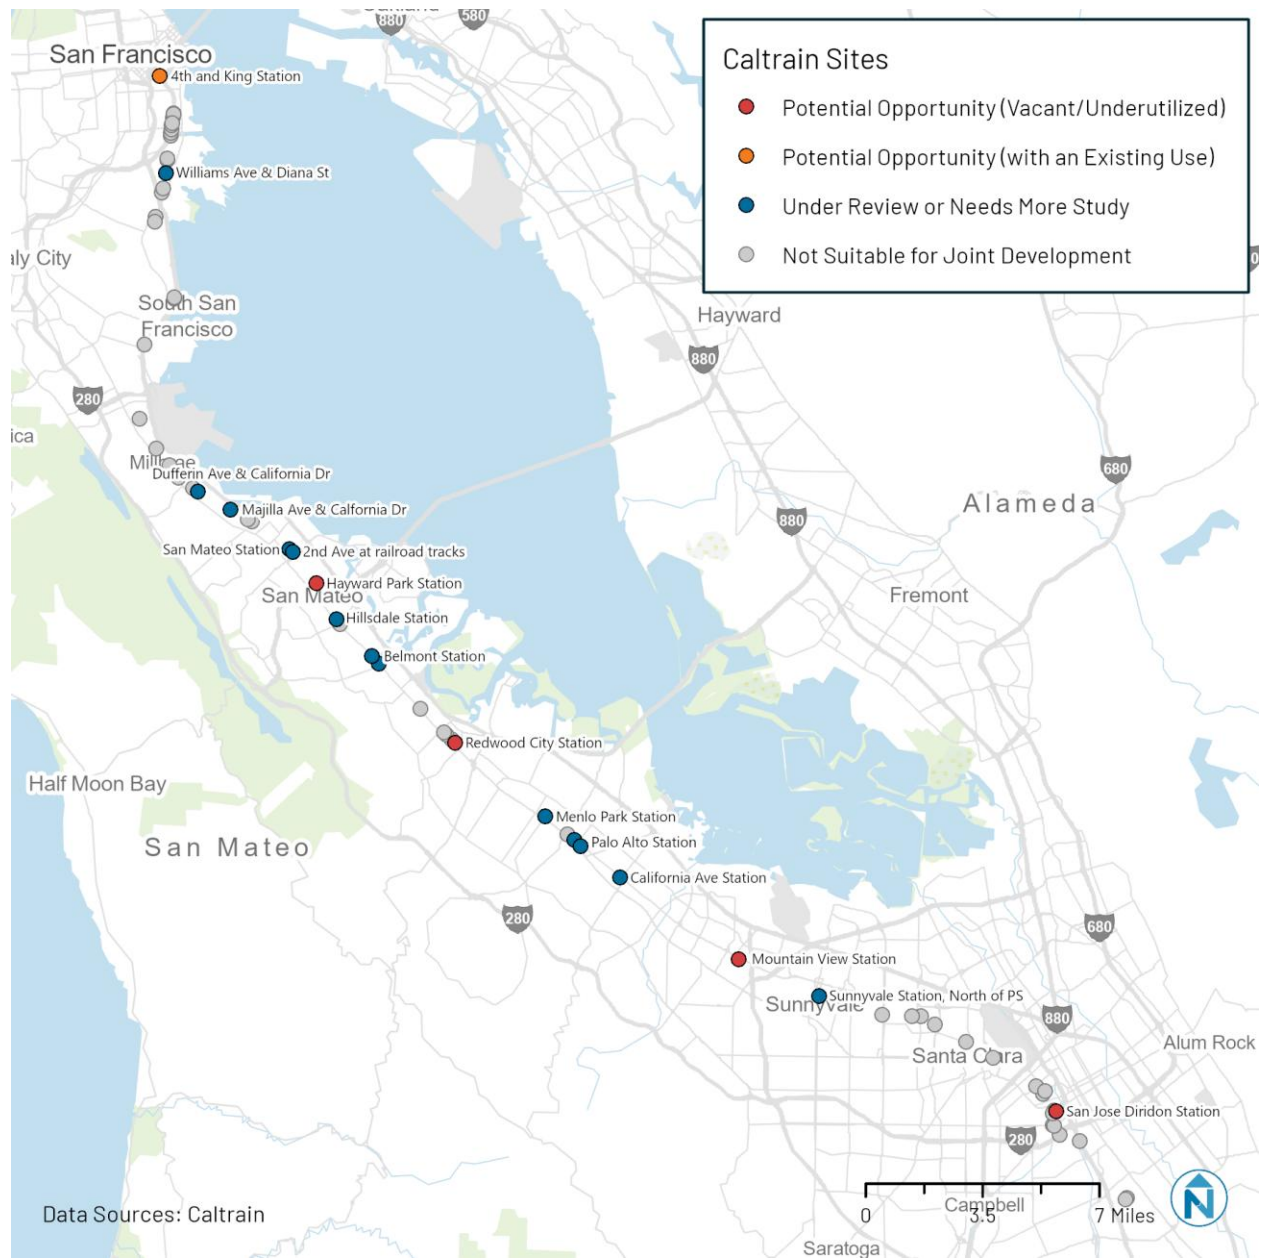 Oakland
880
580
San Francisco
4th and King Station
Caltrain Sites
Potential Opportunity (Vacant/Underutilized)
Potential Opportunity (with an Existing Use)
Under Review or Needs More Study
Not Suitable for Joint Development
Williams Ave & Diana St
aly City
0
South San
Francisco
Hayward
880
280
ica
Millbrae
680
Dufferin Ave & California Dr
Majilla Ave & Calfornia Dr
Alameda
880
San Mateo Station
2nd Ave at railroad tracks
Hayward Park Station
San Mateo
Fremont
Hillsdale Station
Belmont Station
Redwood City Station
Half Moon Bay
Menlo Park Station
San Mateo
Palo Alto Station
California Ave Station
280
680
Mountain View Station
Sunnyvale Station, North of PS
Sunnyvale
880
Santa Clara
Alum Rock
San Jose Diridon Station
280
Data Sources: Caltrain
Campbell
0 3.5 7 Miles
N
Saratoga